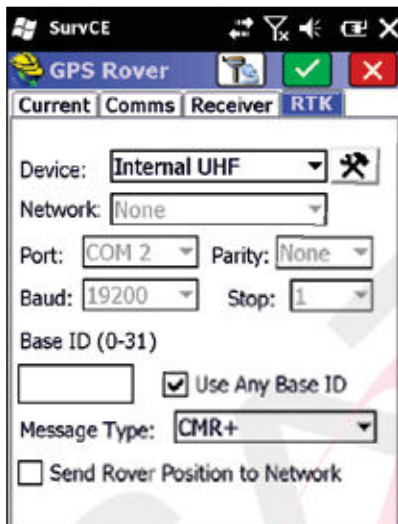 SurvCE
GPS Rover
Current Comms Receiver RTK
Device: Internal UHF
Network: None
Port: COM 2 Parity: None
Baud: 19200 Stop: 1
Base ID (0-31)
Use Any Base ID
Message Type: CMR+
Send Rover Position to Network